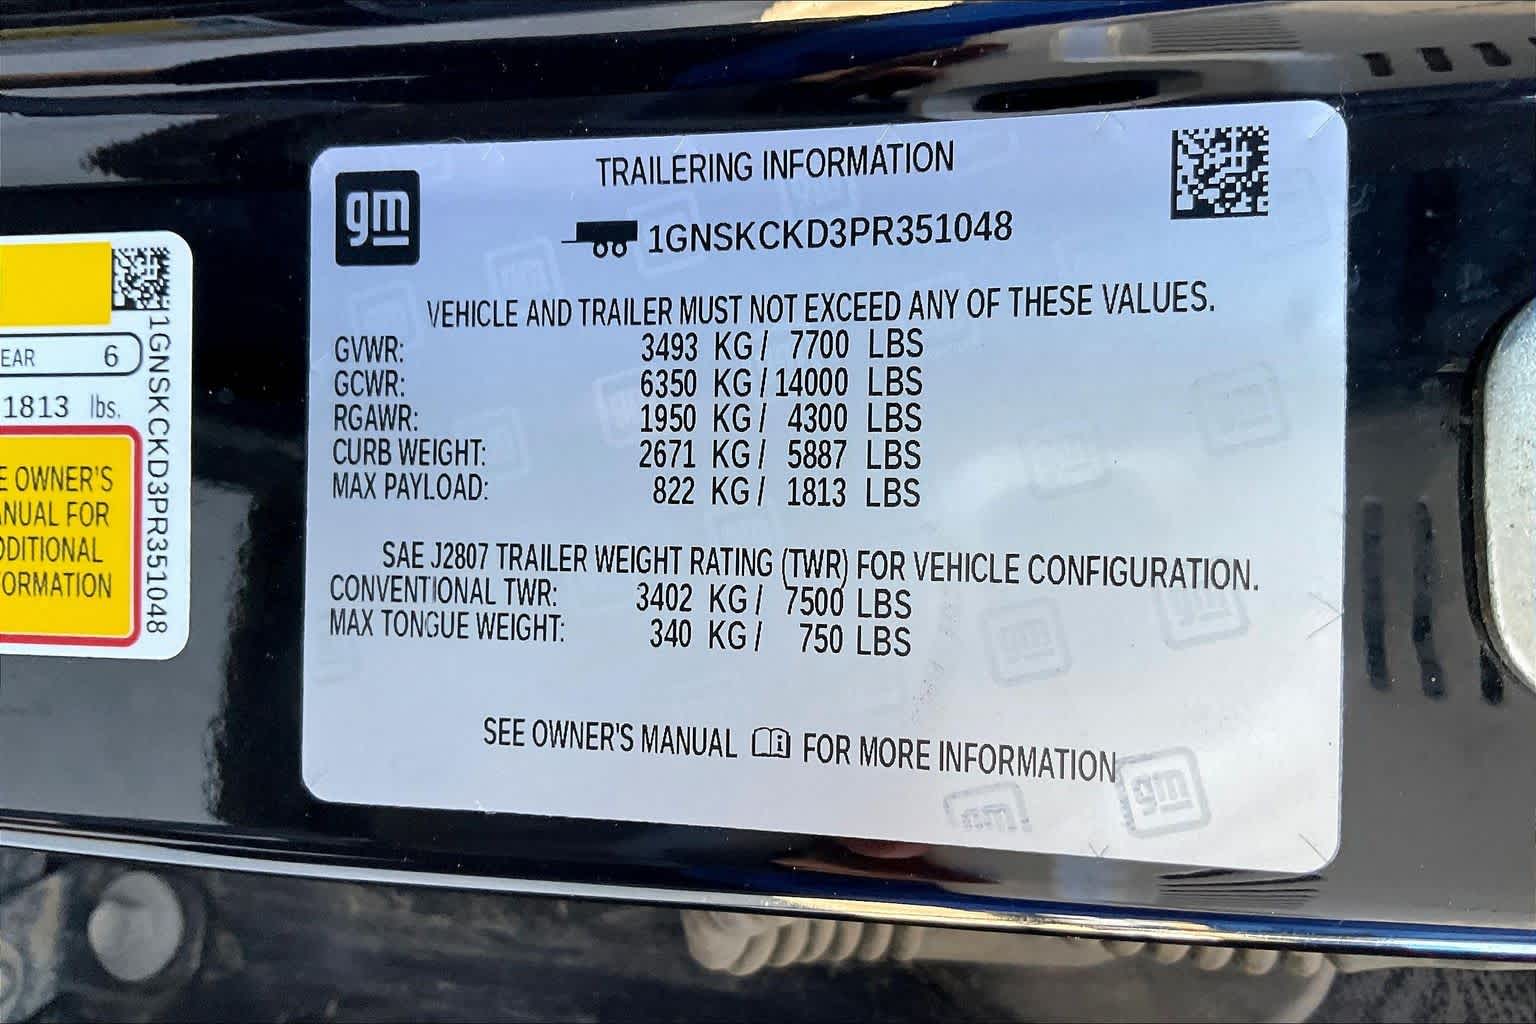 gm
TRAILERING INFORMATION
1GNSKCKD3PR351048
VEHICLE AND TRAILER MUST NOT EXCEED ANY OF THESE VALUES.
GVWR: 3493 KG / 7700 LBS
GCWR: 6350 KG / 14000 LBS
RGAWR: 1950 KG / 4300 LBS
CURB WEIGHT: 2671 KG / 5887 LBS
MAX PAYLOAD: 822 KG / 1813 LBS
SAE J2807 TRAILER WEIGHT RATING (TWR) FOR VEHICLE CONFIGURATION.
CONVENTIONAL TWR: 3402 KG / 7500 LBS
MAX TONGUE WEIGHT: 340 KG / 750 LBS
SEE OWNER'S MANUAL FOR MORE INFORMATION
gm
gm
EAR 6
1813 lbs.
E OWNER'S
ANUAL FOR
DDITIONAL
FORMATION
1GNSKCKD3PR351048